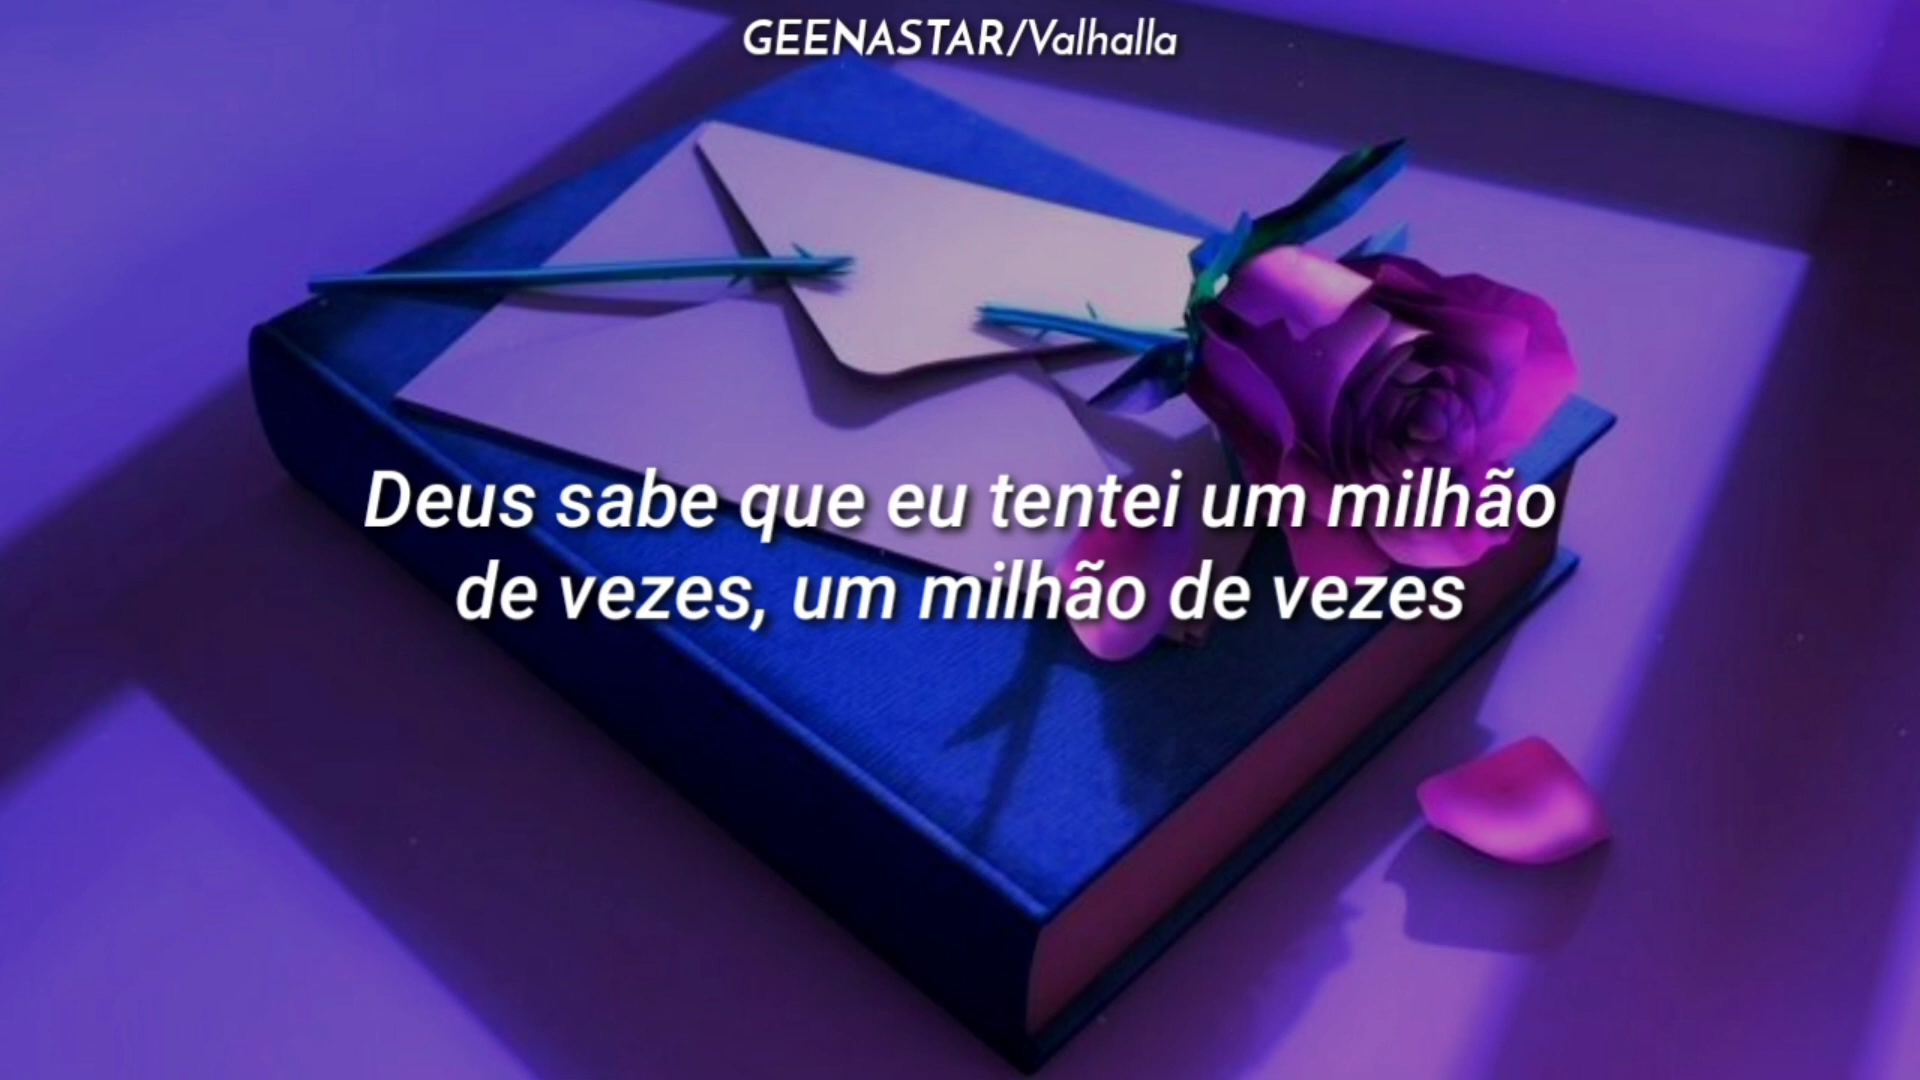 GEENASTAR/Valhalla
Deus sabe que eu tentei um milhão
de vezes, um milhão de vezes